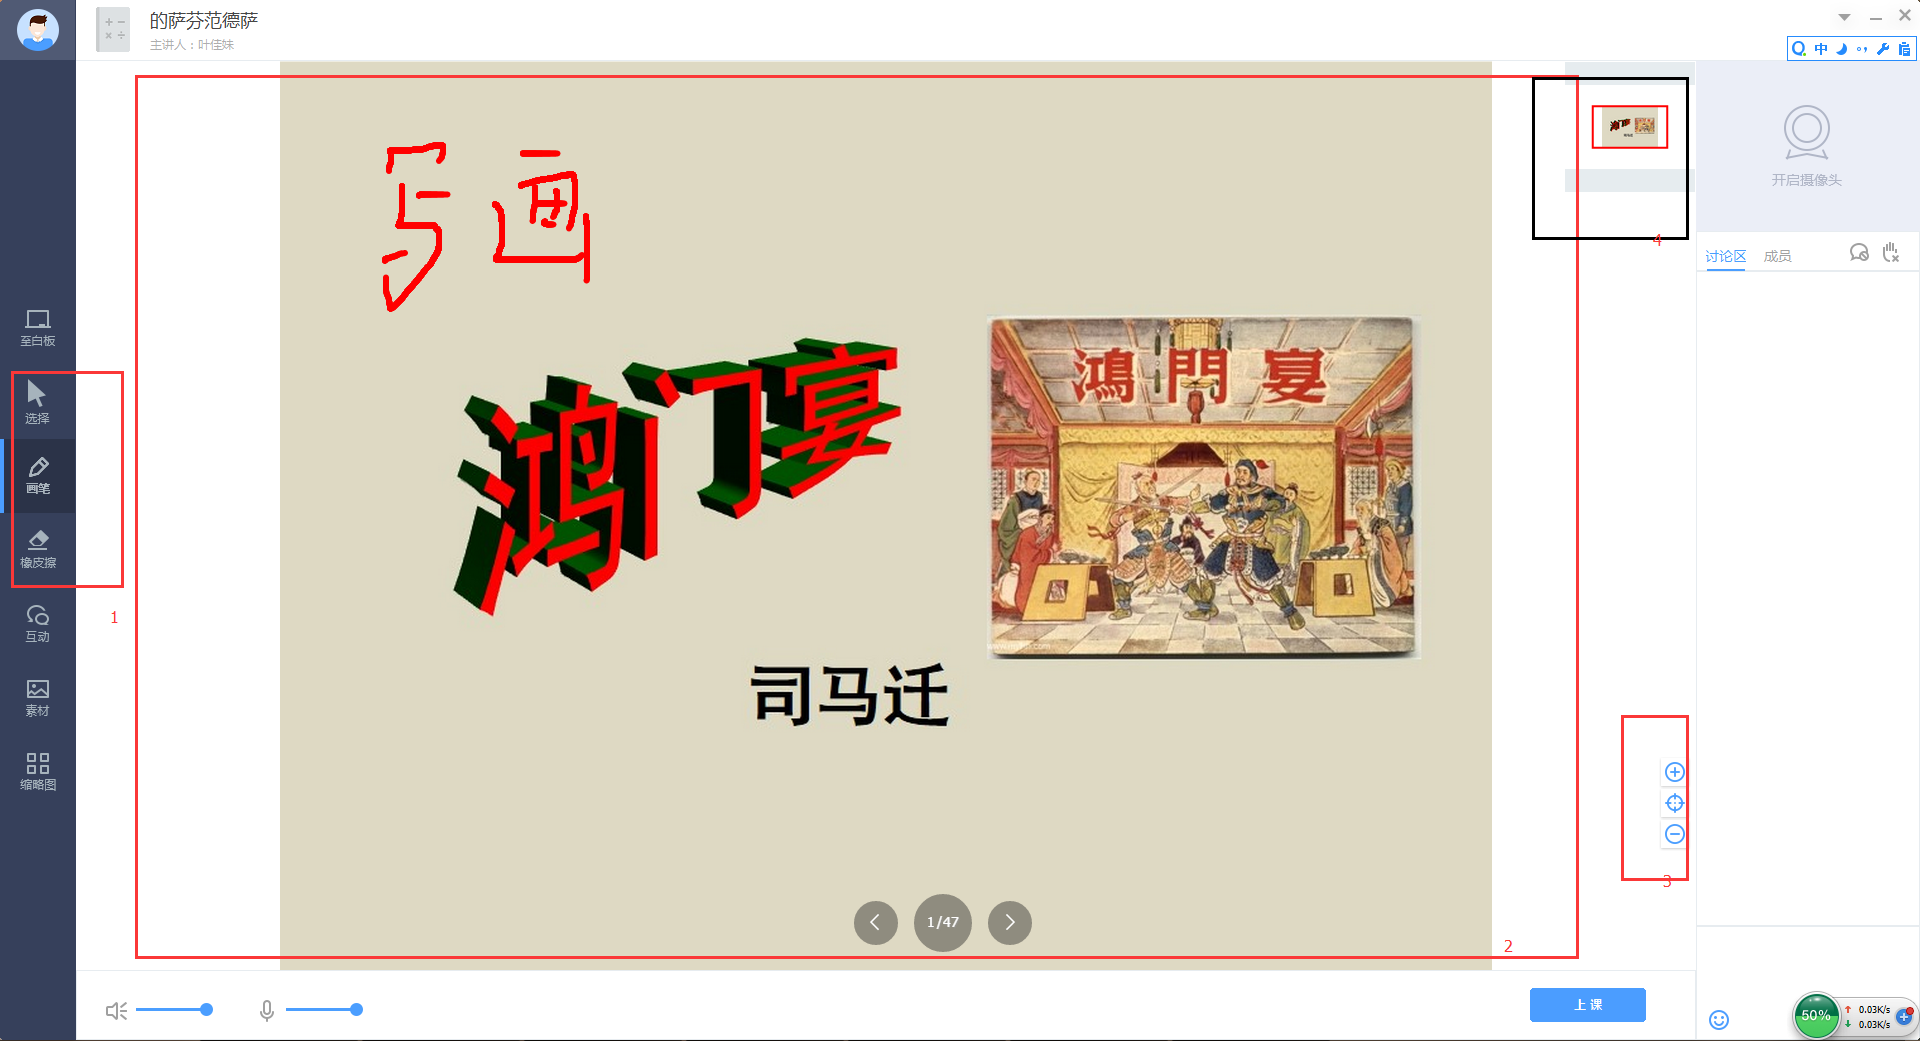 的萨芬范德萨
主讲人：叶佳妹
中
至白板
选择
画笔
橡皮擦
互动
素材
缩略图
1
写画
鸿门宴
鴻門宴
司马迁
1/47
2
3
4
开启摄像头
讨论区 成员
上课
50%
0.03K/s
0.03K/s